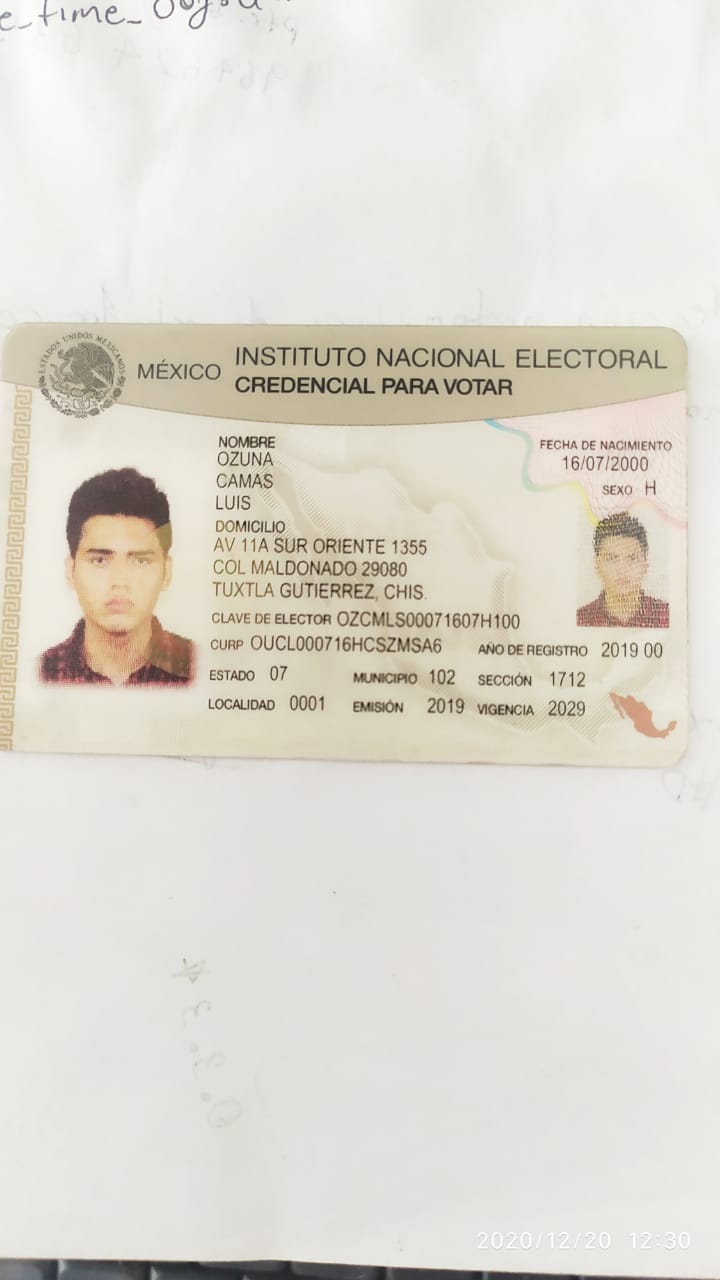 e_time_
ESTADOS UNIDOS MEXICANOS
MÉXICO
INSTITUTO NACIONAL ELECTORAL
CREDENCIAL PARA VOTAR
NOMBRE
OZUNA
CAMAS
LUIS
FECHA DE NACIMIENTO
16/07/2000
SEXO H
DOMICILIO
AV 11A SUR ORIENTE 1355
COL MALDONADO 29080
TUXTLA GUTIERREZ, CHIS.
CLAVE DE ELECTOR OZCMLS00071607H100
CURP OUCL000716HCSZMSA6 AÑO DE REGISTRO 2019 00
ESTADO 07 MUNICIPIO 102 SECCIÓN 1712
LOCALIDAD 0001 EMISIÓN 2019 VIGENCIA 2029
2020/12/20 12:30